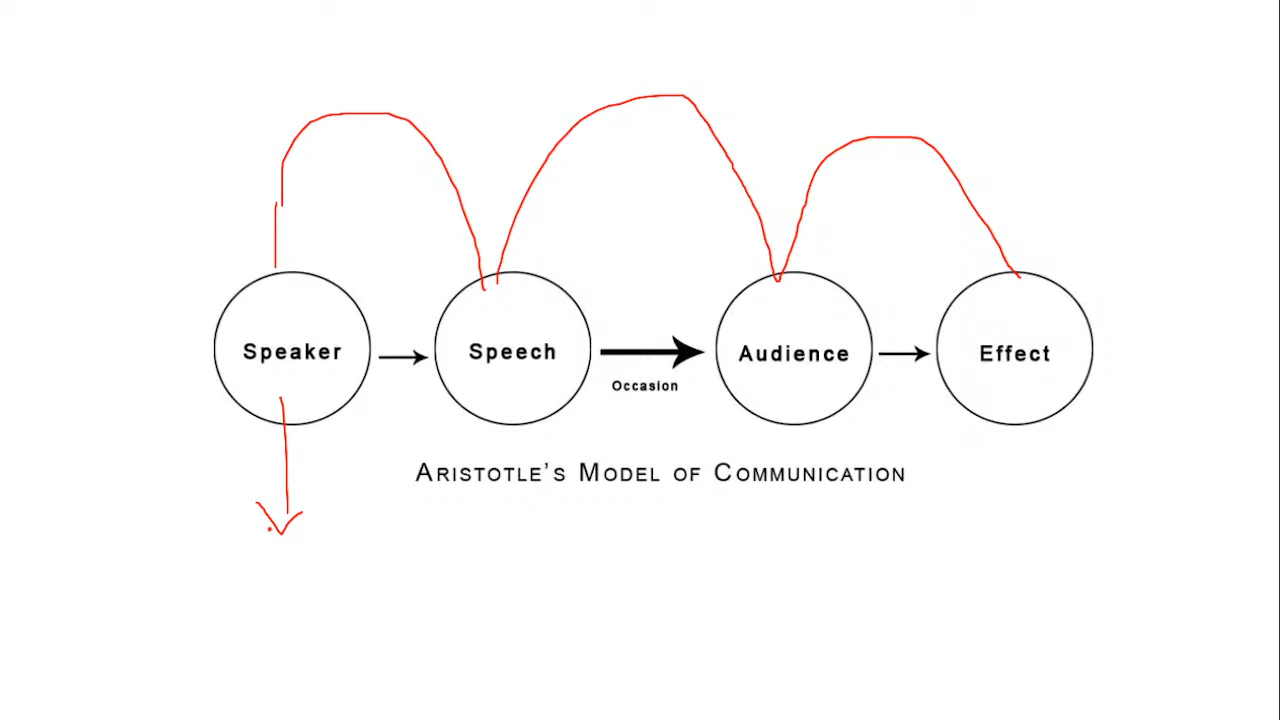 Speaker
Speech
Occasion
Audience
Effect
Aristotle's Model of Communication